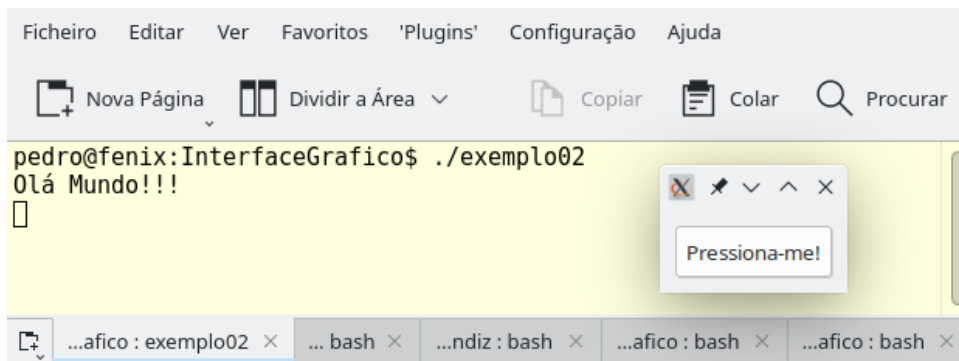 Ficheiro Editar Ver Favoritos 'Plugins' Configuração Ajuda
Nova Página Dividir a Área Copiar Colar Procurar
pedro@fenix:InterfaceGrafico$ ./exemplo02
Olá Mundo!!!
Pressiona-me!
...afico : exemplo02 ... bash ...ndiz : bash ...afico : bash ...afico : bash